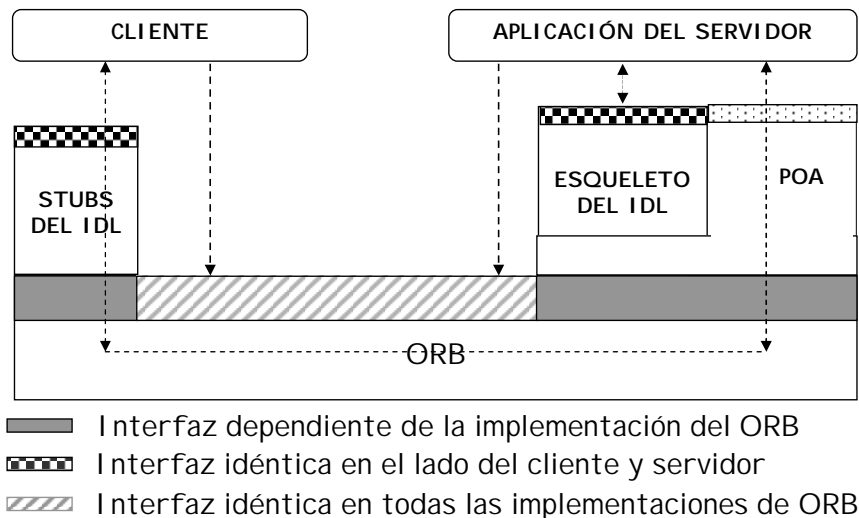 CLIENTE
APLICACIÓN DEL SERVIDOR
STUBS
DEL IDL
ESQUELETO
DEL IDL
POA
ORB
Interfaz dependiente de la implementación del ORB
Interfaz idéntica en el lado del cliente y servidor
Interfaz idéntica en todas las implementaciones de ORB